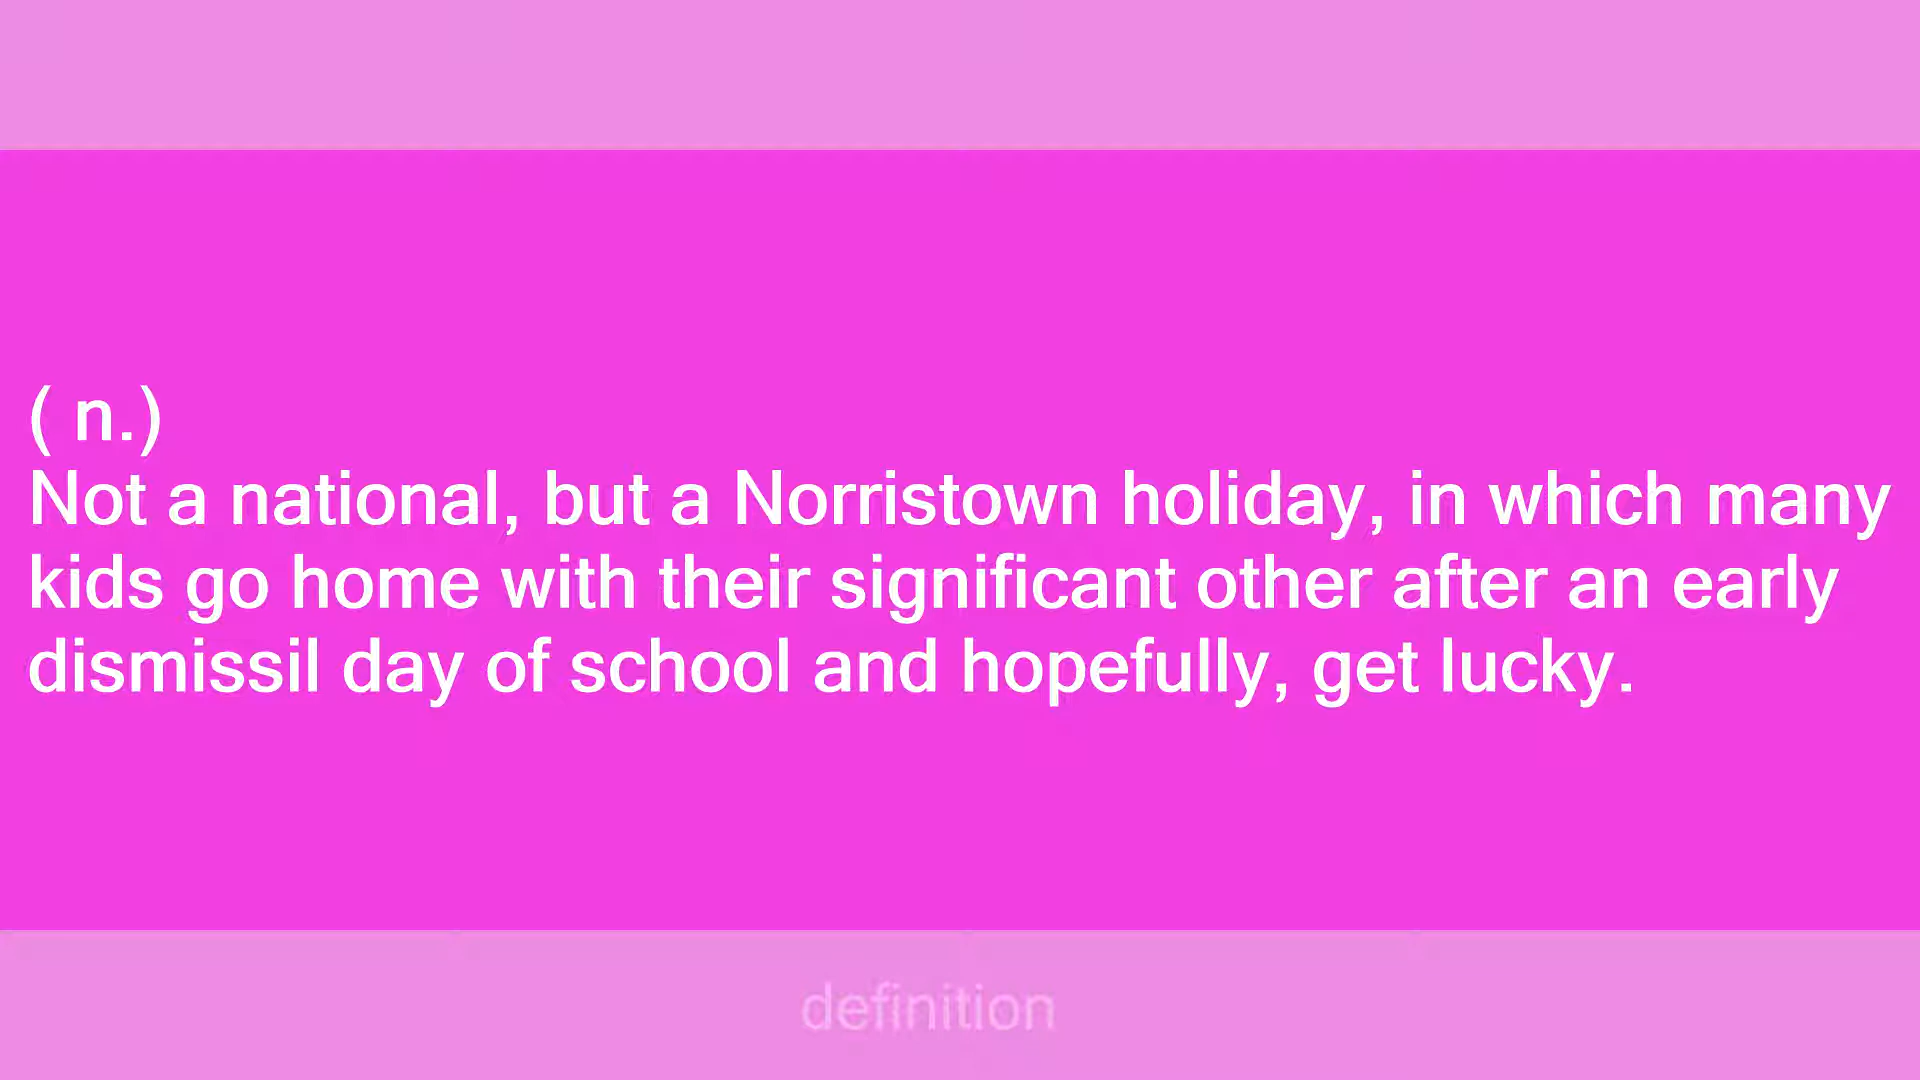 ( n.)
Not a national, but a Norristown holiday, in which many
kids go home with their significant other after an early
dismissil day of school and hopefully, get lucky.
definition